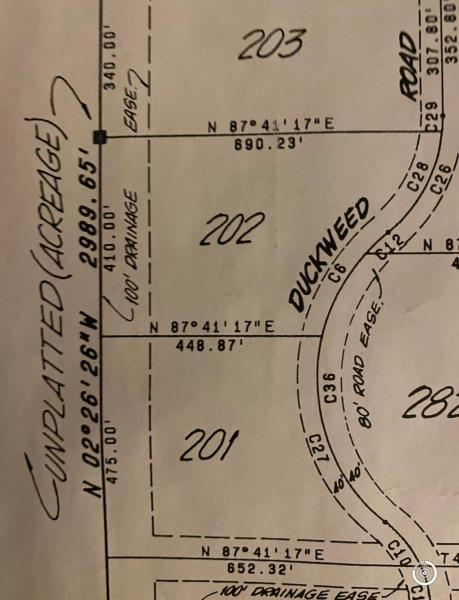 203
ROAD
307.80'
352.80'
340.00'
EASE.
C29
N 87°41'17"E
690.23'
UNPLATTED (ACREAGE)
N 02°26'26"W 2989.65'
410.00'
100' DRAINAGE
202
C28
C26
DUCKWEED
C12
C6
N 87
N 87°41'17"E
448.87'
80' ROAD EASE.
C36
282
475.00'
201
C27
40' 40'
C10
N 87°41'17"E
652.32'
T4
100' DRAINAGE EASE